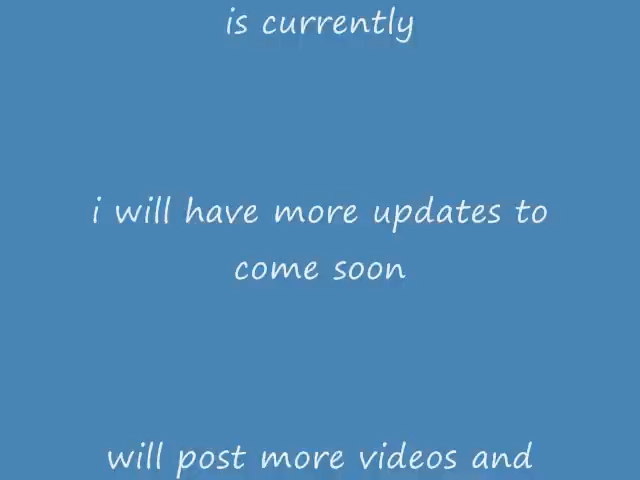 is currently
i will have more updates to
come soon
will post more videos and